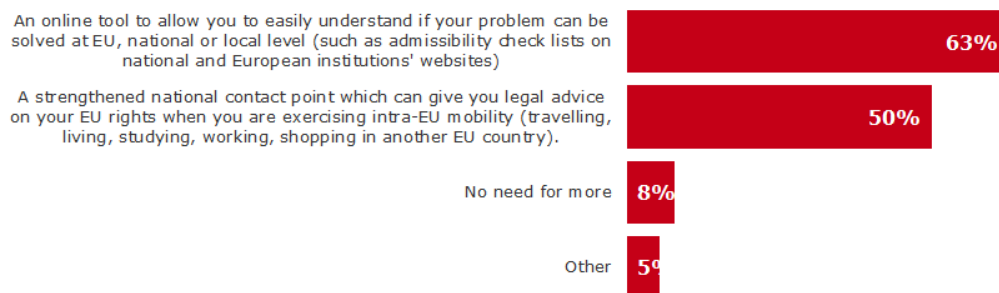 An online tool to allow you to easily understand if your problem can be
solved at EU, national or local level (such as admissibility check lists on
national and European institutions' websites)
63%
A strengthened national contact point which can give you legal advice
on your EU rights when you are exercising intra-EU mobility (travelling,
living, studying, working, shopping in another EU country).
50%
No need for more
8%
Other
5%